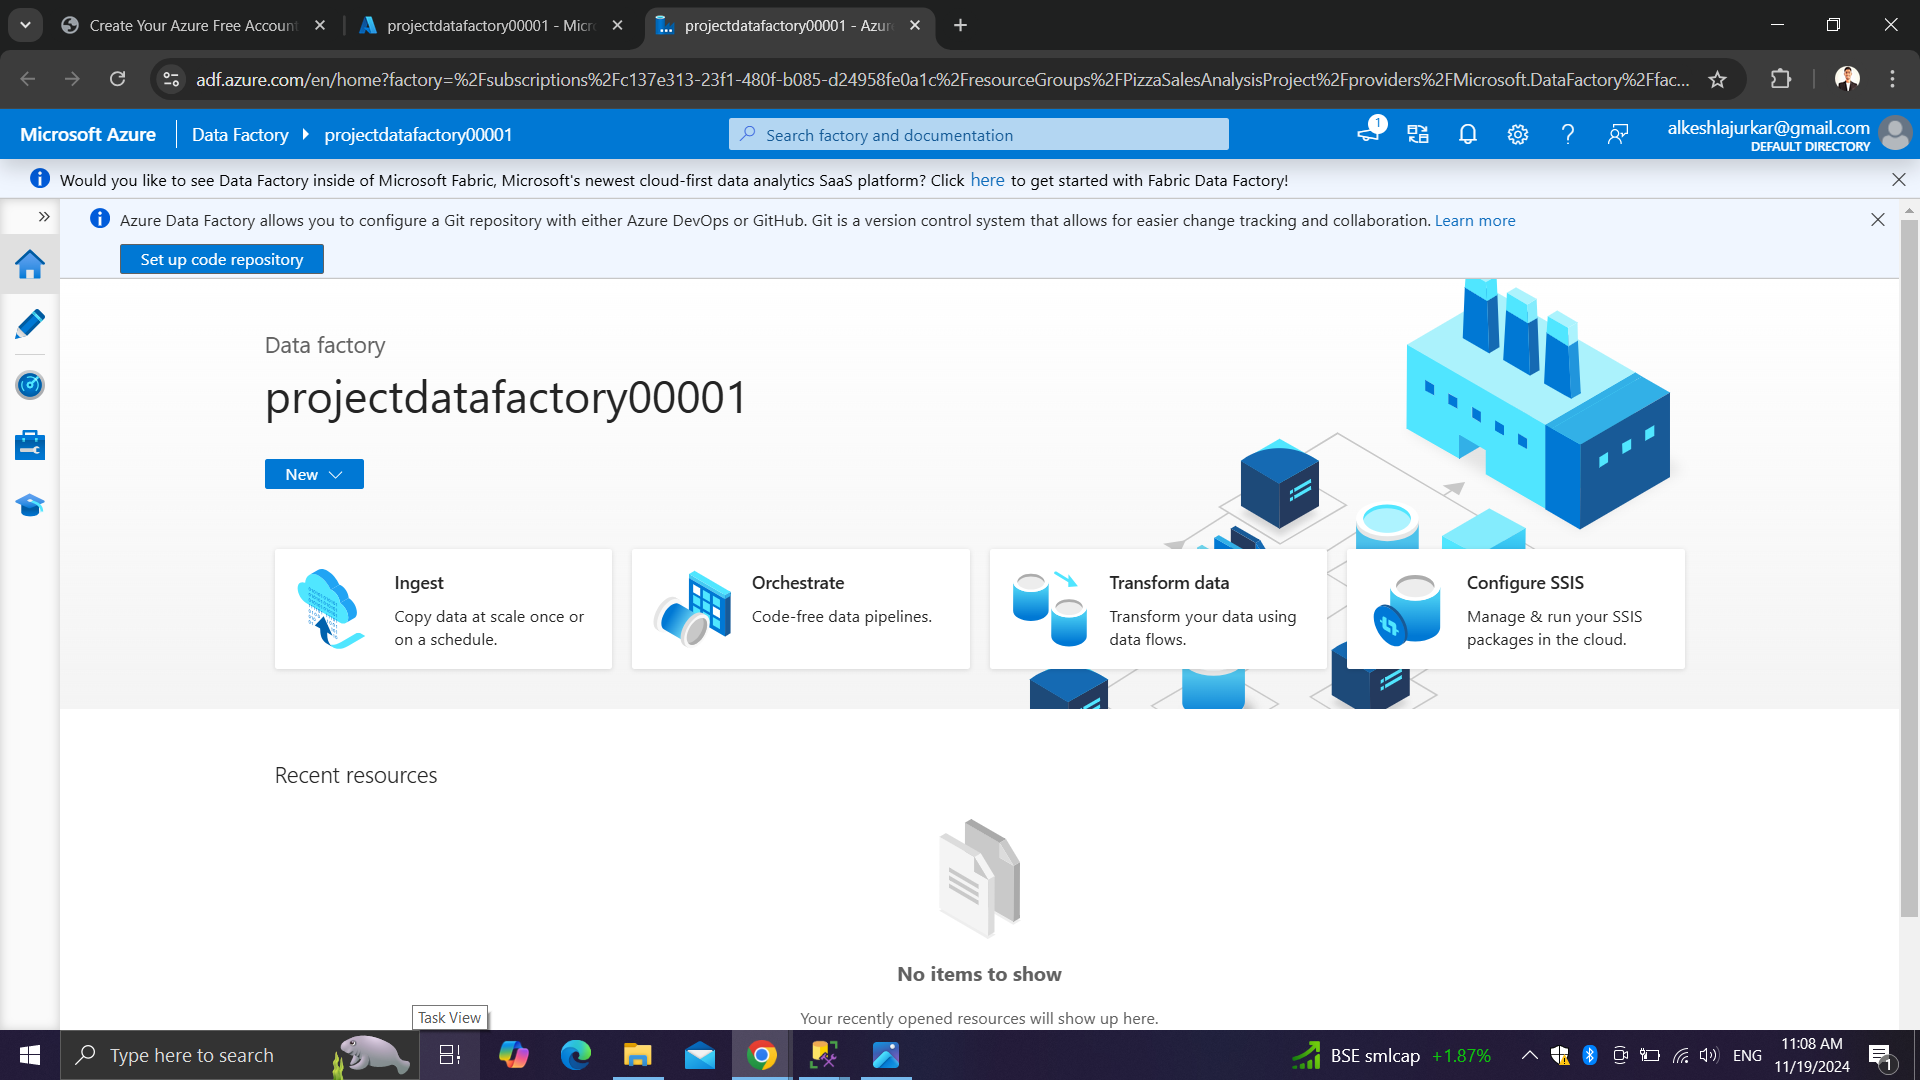 Create Your Azure Free Account
projectdatafactory00001 - Micr
projectdatafactory00001 - Azur
adf.azure.com/en/home?factory=%2Fsubscriptions%2Fc137e313-23f1-480f-b085-d24958fe0a1c%2FresourceGroups%2FPizzaSalesAnalysisProject%2Fproviders%2FMicrosoft.DataFactory%2Ffac...
Microsoft Azure
Data Factory
projectdatafactory00001
Search factory and documentation
1
alkeshlajurkar@gmail.com
DEFAULT DIRECTORY
Would you like to see Data Factory inside of Microsoft Fabric, Microsoft's newest cloud-first data analytics SaaS platform? Click here to get started with Fabric Data Factory!
Azure Data Factory allows you to configure a Git repository with either Azure DevOps or GitHub. Git is a version control system that allows for easier change tracking and collaboration. Learn more
Set up code repository
Data factory
projectdatafactory00001
New
Ingest
Copy data at scale once or
on a schedule.
Orchestrate
Code-free data pipelines.
Transform data
Transform your data using
data flows.
Configure SSIS
Manage & run your SSIS
packages in the cloud.
Recent resources
No items to show
Your recently opened resources will show up here.
Task View
Type here to search
BSE smlcap +1.87%
ENG
11:08 AM
11/19/2024
1